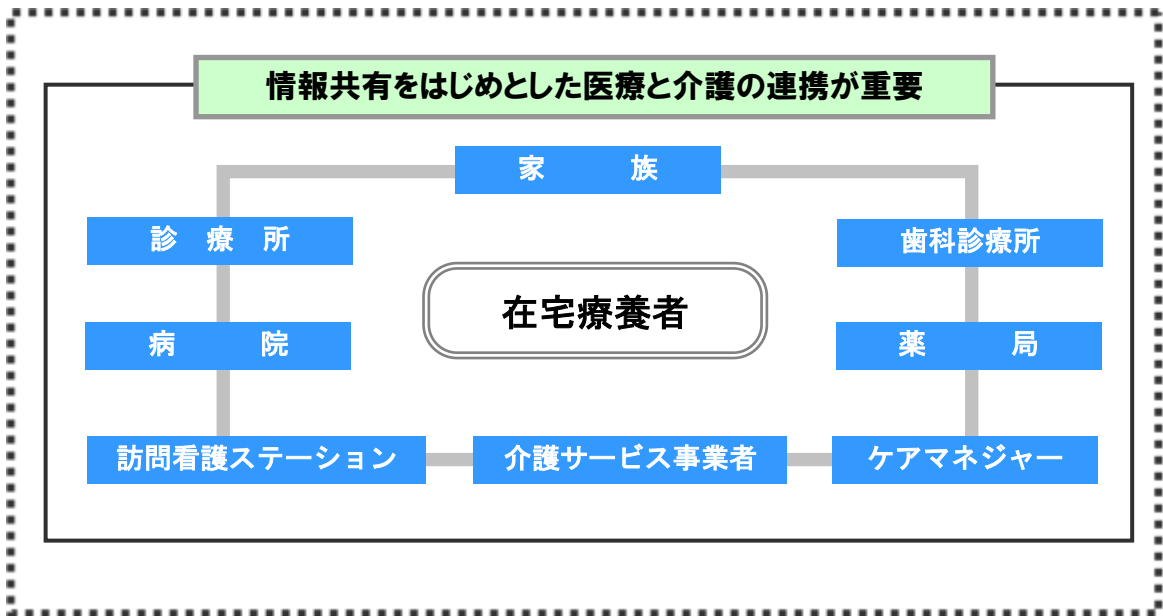 情報共有をはじめとした医療と介護の連携が重要
家　　　族
診　療　所
歯科診療所
在宅療養者
病　　　院
薬　　　局
訪問看護ステーション
介護サービス事業者
ケアマネジャー